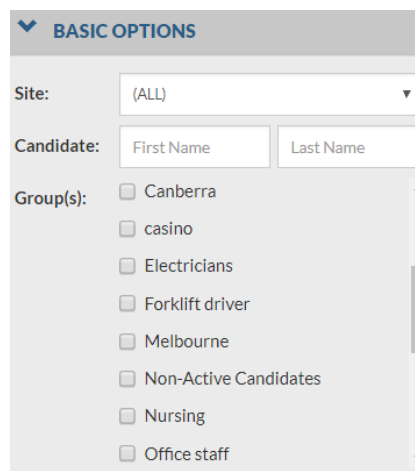 BASIC OPTIONS
Site: (ALL)
Candidate: First Name Last Name
Group(s): Canberra
casino
Electricians
Forklift driver
Melbourne
Non-Active Candidates
Nursing
Office staff